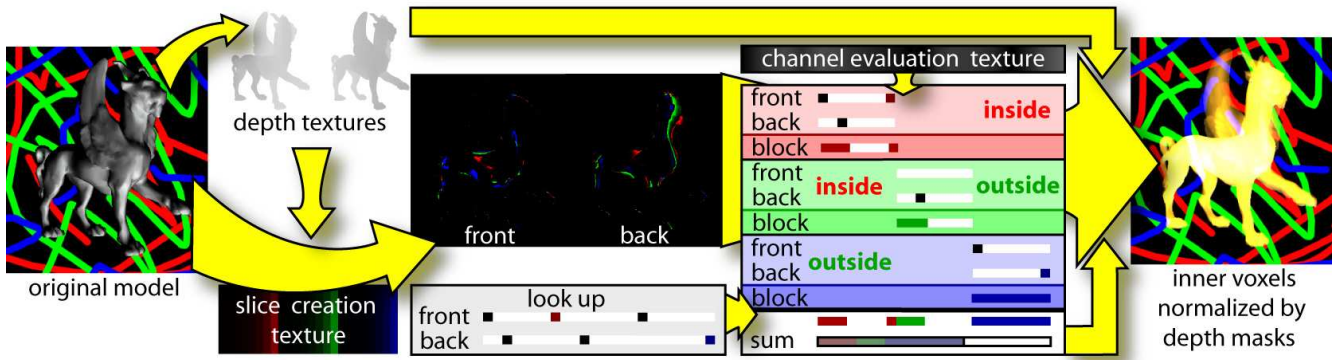 original model
depth textures
slice creation
texture
front
back
look up
front
back
channel evaluation texture
front
back
inside
block
front
back
inside
outside
block
front
back
outside
block
sum
inner voxels
normalized by
depth masks